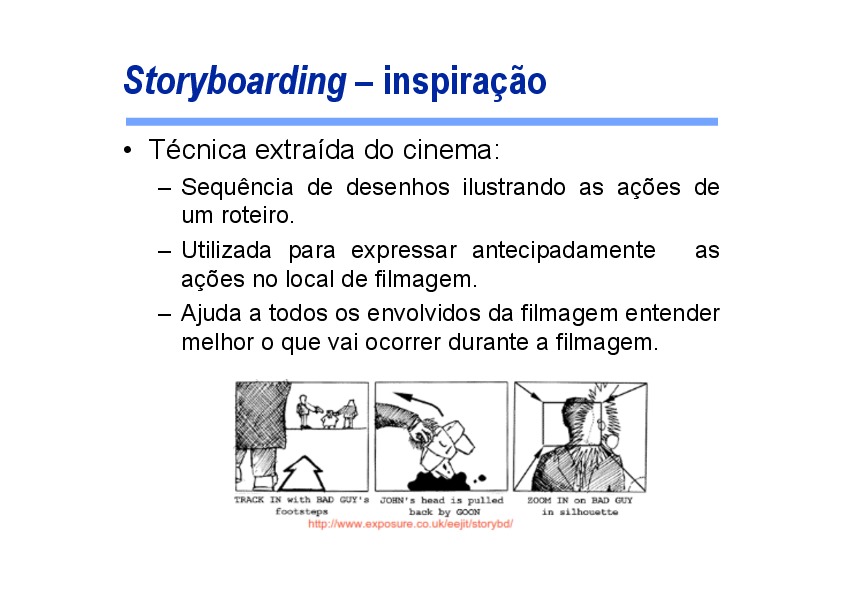 Storyboarding – inspiração
• Técnica extraída do cinema:
– Sequência de desenhos ilustrando as ações de
um roteiro.
– Utilizada para expressar antecipadamente as
ações no local de filmagem.
– Ajuda a todos os envolvidos da filmagem entender
melhor o que vai ocorrer durante a filmagem.
TRACK IN with BAD GUY's
footsteps
JOHN's head is pulled
back by GOON
ZOOM IN on BAD GUY
in silhouette
http://www.exposure.co.uk/eejit/storybd/